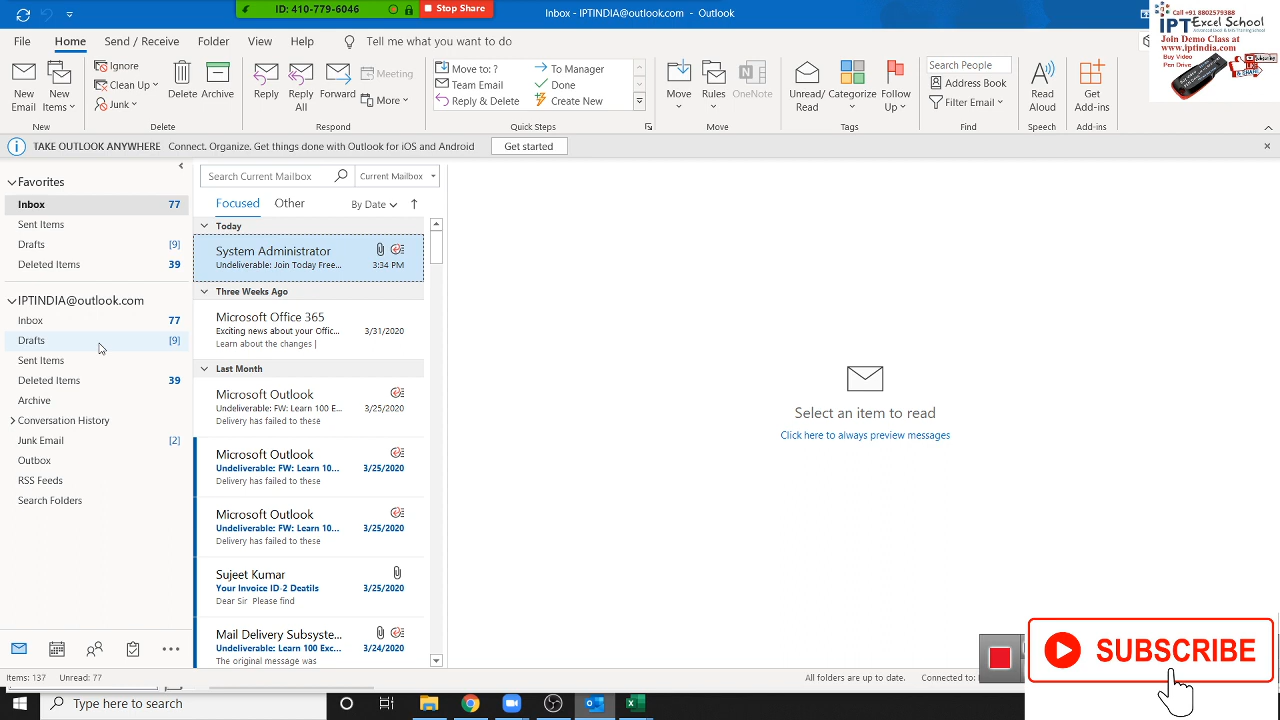 ID: 410-779-6046
Stop Share
Inbox - IPTINDIA@outlook.com - Outlook
Call +91 8802579388
IPT Excel School
Join Demo Class at
www.iptindia.com
Buy Video
Pen Drive
File
Home
Send / Receive
Folder
View
Help
Tell me what you want to do
New Email
New Items
Ignore
Clean Up
Junk
Delete
Archive
Reply
Reply All
Forward
Meeting
More
Move to: ?
Team Email
Reply & Delete
To Manager
Done
Create New
Move
Rules
OneNote
Unread/ Read
Categorize
Follow Up
Search People
Address Book
Filter Email
Read Aloud
Get Add-ins
New
Delete
Respond
Quick Steps
Move
Tags
Find
Speech
Add-ins
TAKE OUTLOOK ANYWHERE Connect. Organize. Get things done with Outlook for iOS and Android
Get started
Favorites
Inbox 77
Sent Items
Drafts [9]
Deleted Items 39
IPTINDIA@outlook.com
Inbox 77
Drafts [9]
Sent Items
Deleted Items 39
Archive
Conversation History
Junk Email [2]
Outbox
RSS Feeds
Search Folders
Search Current Mailbox
Current Mailbox
Focused
Other
By Date
Today
System Administrator
Undeliverable: Join Today Free... 3:34 PM
Three Weeks Ago
Microsoft Office 365
Exciting news about your Offic... 3/31/2020
Learn about the changes |
Last Month
Microsoft Outlook
Undeliverable: FW: Learn 100 E... 3/25/2020
Delivery has failed to these
Microsoft Outlook
Undeliverable: FW: Learn 10... 3/25/2020
Delivery has failed to these
Microsoft Outlook
Undeliverable: FW: Learn 10... 3/25/2020
Delivery has failed to these
Sujeet Kumar
Your Invoice ID-2 Deatils 3/25/2020
Dear Sir Please find
Mail Delivery Subsyste...
Undeliverable: Learn 100 Exc... 3/24/2020
The original message was
Select an item to read
Click here to always preview messages
SUBSCRIBE
Items: 137
Unread: 77
All folders are up to date.
Connected to:
Type here to search